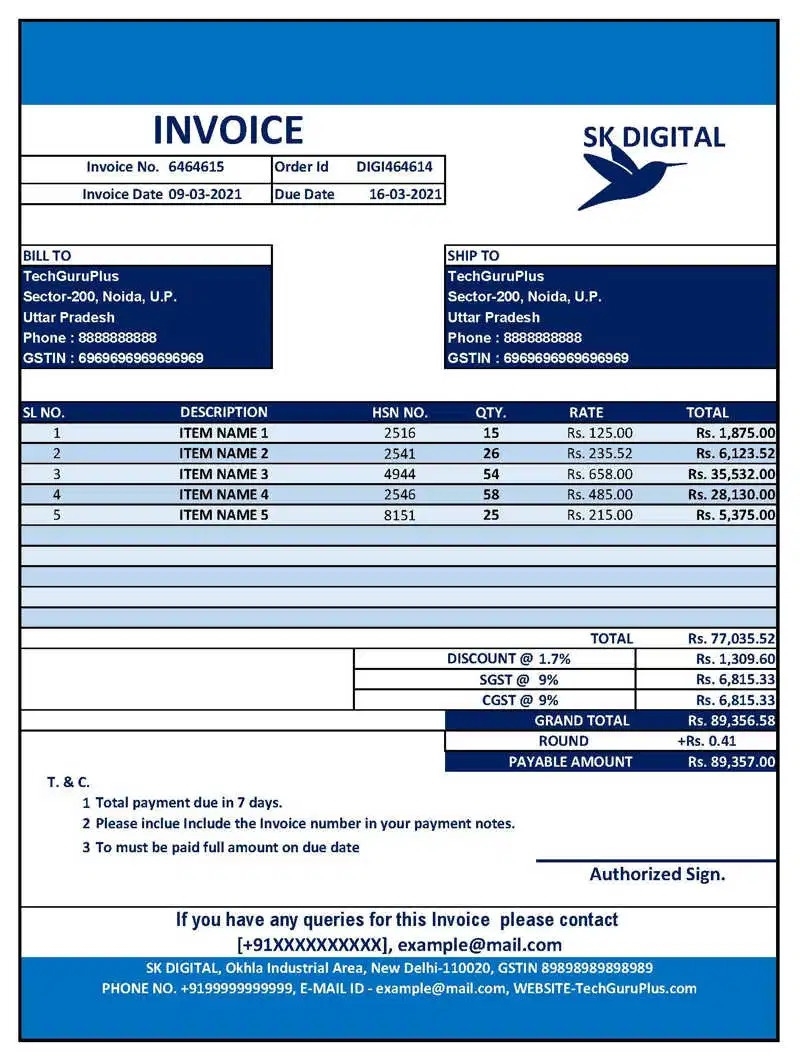 INVOICE
SK DIGITAL
Invoice No. 6464615 Order Id DIGI464614
Invoice Date 09-03-2021 Due Date 16-03-2021
BILL TO
TechGuruPlus
Sector-200, Noida, U.P.
Uttar Pradesh
Phone : 8888888888
GSTIN : 6969696969696969
SHIP TO
TechGuruPlus
Sector-200, Noida, U.P.
Uttar Pradesh
Phone : 8888888888
GSTIN : 6969696969696969
SL NO. DESCRIPTION HSN NO. QTY. RATE TOTAL
1 ITEM NAME 1 2516 15 Rs. 125.00 Rs. 1,875.00
2 ITEM NAME 2 2541 26 Rs. 235.52 Rs. 6,123.52
3 ITEM NAME 3 4944 54 Rs. 658.00 Rs. 35,532.00
4 ITEM NAME 4 2546 58 Rs. 485.00 Rs. 28,130.00
5 ITEM NAME 5 8151 25 Rs. 215.00 Rs. 5,375.00
TOTAL Rs. 77,035.52
DISCOUNT @ 1.7% Rs. 1,309.60
SGST @ 9% Rs. 6,815.33
CGST @ 9% Rs. 6,815.33
GRAND TOTAL Rs. 89,356.58
ROUND +Rs. 0.41
PAYABLE AMOUNT Rs. 89,357.00
T. & C.
1 Total payment due in 7 days.
2 Please inclue Include the Invoice number in your payment notes.
3 To must be paid full amount on due date
Authorized Sign.
If you have any queries for this Invoice please contact
[+91XXXXXXXXXX], example@mail.com
SK DIGITAL, Okhla Industrial Area, New Delhi-110020, GSTIN 89898989898989
PHONE NO. +9199999999999, E-MAIL ID - example@mail.com, WEBSITE-TechGuruPlus.com